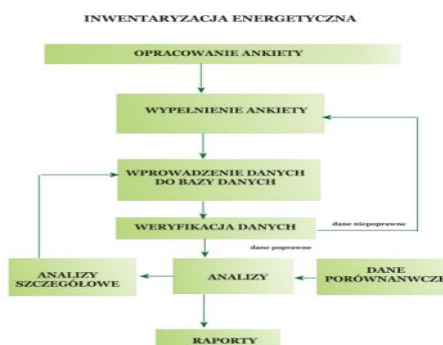 INWENTARYZACJA ENERGETYCZNA
OPRACOWANIE ANKIETY
WYPEŁNIENIE ANKIETY
WPROWADZENIE DANYCH
DO BAZY DANYCH
WERYFIKACJA DANYCH
dane niepoprawne
dane poprawne
ANALIZY
SZCZEGÓŁOWE
ANALIZY
DANE
PORÓWNANWCZE
RAPORTY